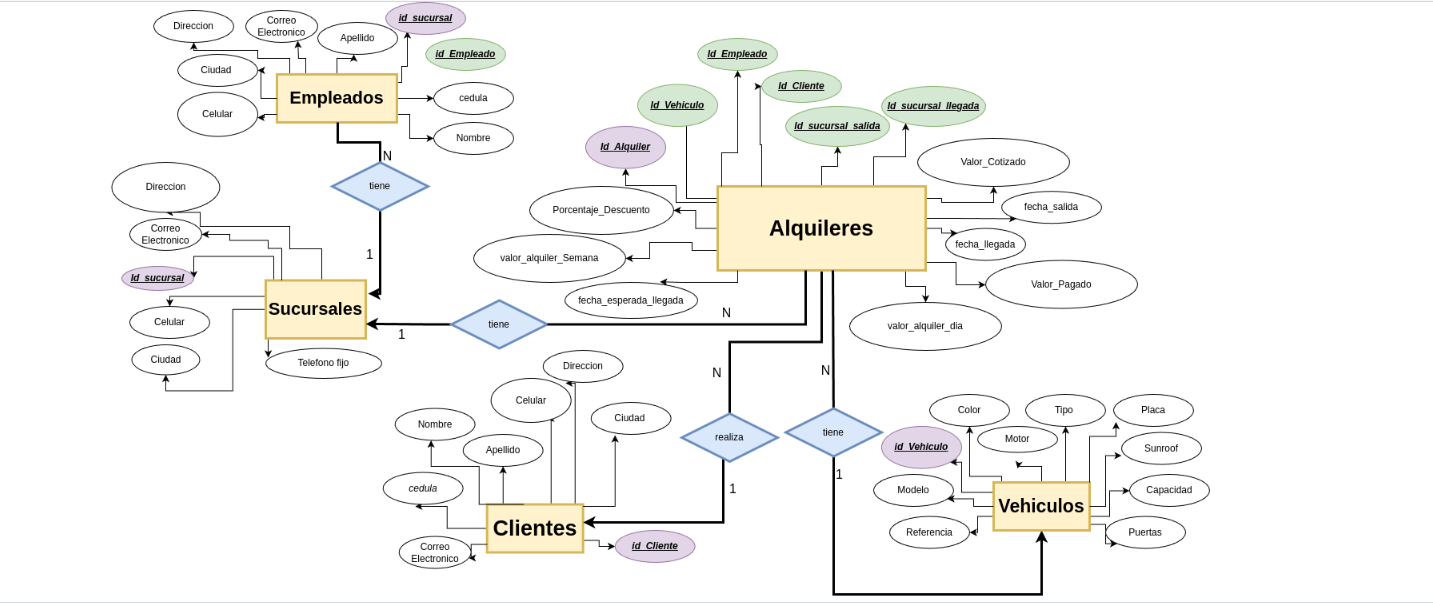 Direccion
Correo
Electronico
Apellido
id_sucursal
id_Empleado
Ciudad
Empleados
cedula
Celular
Nombre
N
tiene
1
Direccion
Correo
Electronico
Id_sucursal
Sucursales
Celular
Ciudad
Telefono fijo
1
tiene
N
Id_Empleado
Id_Cliente
Id_Vehiculo
Id_sucursal_salida
Id_sucursal_llegada
Id_Alquiler
Valor_Cotizado
Porcentaje_Descuento
fecha_salida
Alquileres
fecha_llegada
valor_alquiler_Semana
Valor_Pagado
fecha_esperada_llegada
valor_alquiler_dia
N
realiza
1
N
tiene
1
Direccion
Celular
Ciudad
Nombre
Apellido
cedula
Clientes
Correo
Electronico
id_Cliente
Color
Tipo
Placa
Motor
id_Vehiculo
Sunroof
Modelo
Capacidad
Vehiculos
Referencia
Puertas